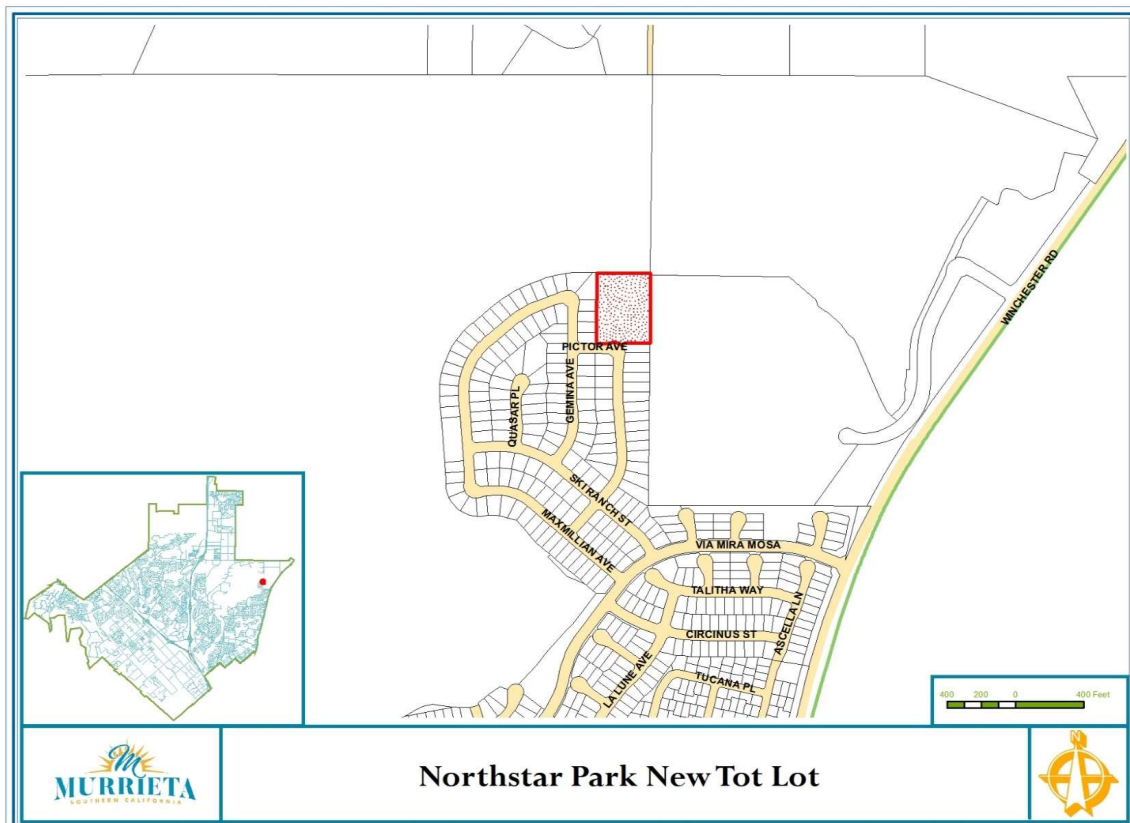 WINCHESTER RD
PICTOR AVE
GEMINA AVE
QUASAR PL
SKI RANCH ST
MAXMILLIAN AVE
VIA MIRA MOSA
TALITHA WAY
ASCELLA LN
CIRCINUS ST
LA LUNE AVE
TUCANA PL
400 200 0 400 Feet
M
MURRIETA
SOUTHERN CALIFORNIA
Northstar Park New Tot Lot
N